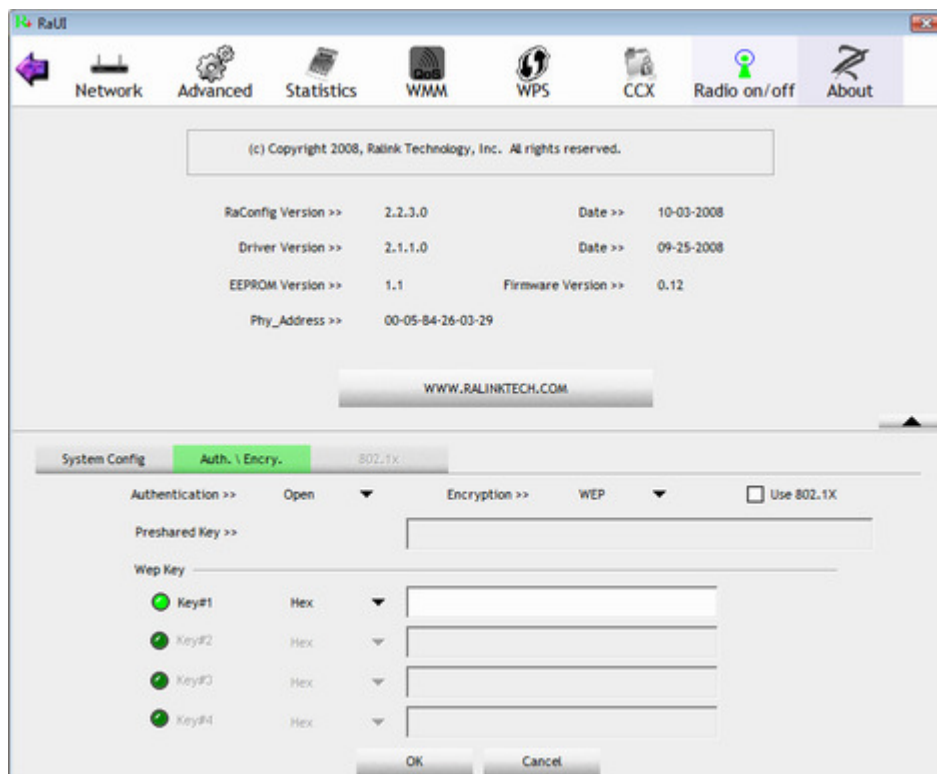 RaUI
Network Advanced Statistics WMM WPS CCX Radio on/off About
QoS
(c) Copyright 2008, Ralink Technology, Inc. All rights reserved.
RaConfig Version >> 2.2.3.0 Date >> 10-03-2008
Driver Version >> 2.1.1.0 Date >> 09-25-2008
EEPROM Version >> 1.1 Firmware Version >> 0.12
Phy_Address >> 00-05-B4-26-03-29
WWW.RALINKTECH.COM
System Config Auth. \ Encry. 802.1x
Authentication >> Open Encryption >> WEP Use 802.1X
Preshared Key >>
Wep Key
Key#1 Hex
Key#2 Hex
Key#3 Hex
Key#4 Hex
OK Cancel